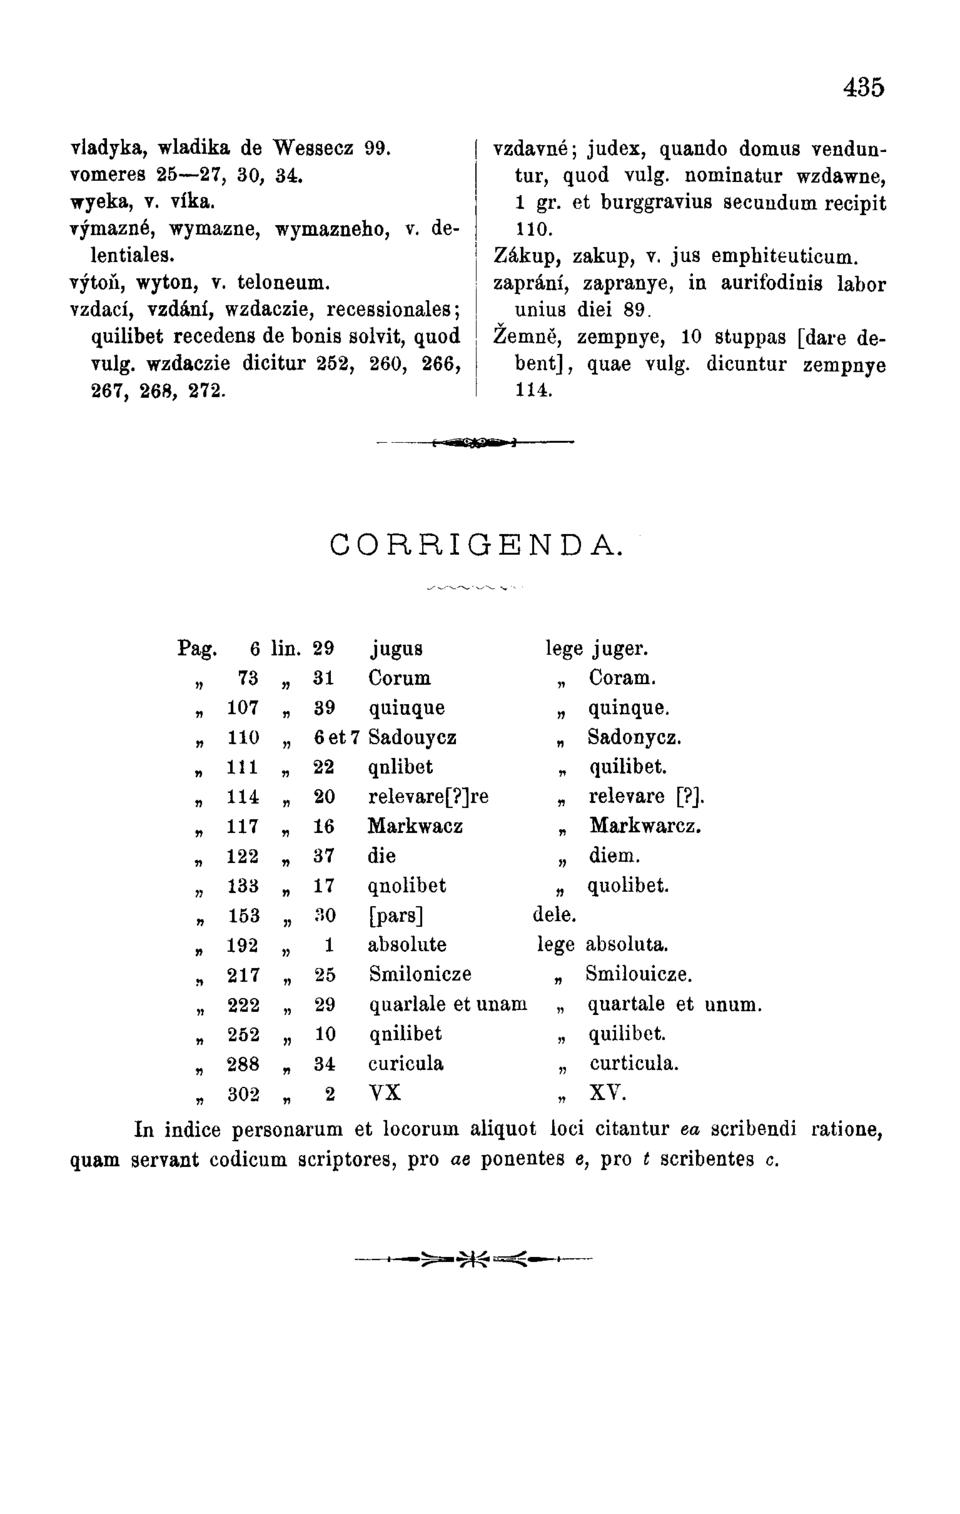 435
vladyka, wladika de Wessecz 99.
vomeres 25—27, 30, 34.
wyeka, v. víka.
výmazné, wymazne, wymazneho, v. de-
lentiales.
výtoň, wyton, v. teloneum.
vzdací, vzdání, wzdaczie, recessionales;
quilibet recedens de bonis solvit, quod
vulg. wzdaczie dicitur 252, 260, 266,
267, 268, 272.
vzdavné; judex, quando domus vendun-
tur, quod vulg. nominatur wzdawne,
1 gr. et burggravius secundum recipit
110.
Zákup, zakup, v. jus emphiteuticum.
zaprání, zapranye, in aurifodinis labor
unius diei 89.
Žemně, zempnye, 10 stuppas [dare de-
bent], quae vulg. dicuntur zempnye
114.
CORRIGENDA.
Pag. 6 lin. 29 jugus lege juger.
„ 73 „ 31 Corum „ Coram.
„ 107 „ 39 quiuque „ quinque.
„ 110 „ 6 et 7 Sadouycz „ Sadonycz.
„ 111 „ 22 qnlibet „ quilibet.
„ 114 „ 20 relevare[?]re „ relevare [?].
„ 117 „ 16 Markwacz „ Markwarcz.
„ 122 „ 37 die „ diem.
„ 133 „ 17 qnolibet „ quolibet.
„ 153 „ 30 [pars] dele.
„ 192 „ 1 absolute lege absoluta.
„ 217 „ 25 Smilonicze „ Smilouicze.
„ 222 „ 29 quarlale et unam „ quartale et unum.
„ 252 „ 10 qnilibet „ quilibet.
„ 288 „ 34 curicula „ curticula.
„ 302 „ 2 VX „ XV.
In indice personarum et locorum aliquot loci citantur ea scribendi ratione,
quam servant codicum scriptores, pro ae ponentes e, pro t scribentes c.